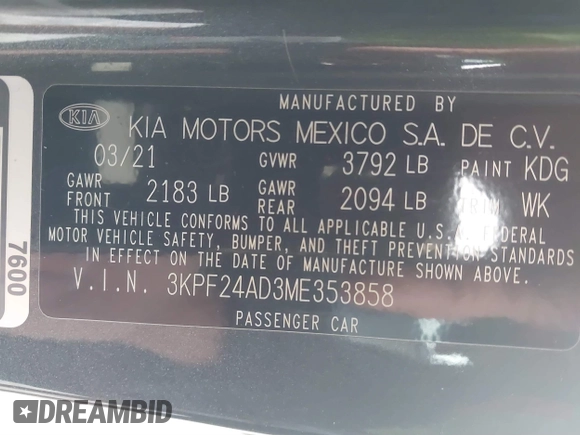 MANUFACTURED BY
KIA KIA MOTORS MEXICO S.A. DE C.V.
03/21 GVWR 3792 LB PAINT KDG
GAWR FRONT 2183 LB GAWR REAR 2094 LB TRIM WK
THIS VEHICLE CONFORMS TO ALL APPLICABLE U.S.A. FEDERAL
MOTOR VEHICLE SAFETY, BUMPER, AND THEFT PREVENTION STANDARDS
IN EFFECT ON THE DATE OF MANUFACTURE SHOWN ABOVE.
V.I.N. 3KPF24AD3ME353858
PASSENGER CAR
7600
DREAMBID